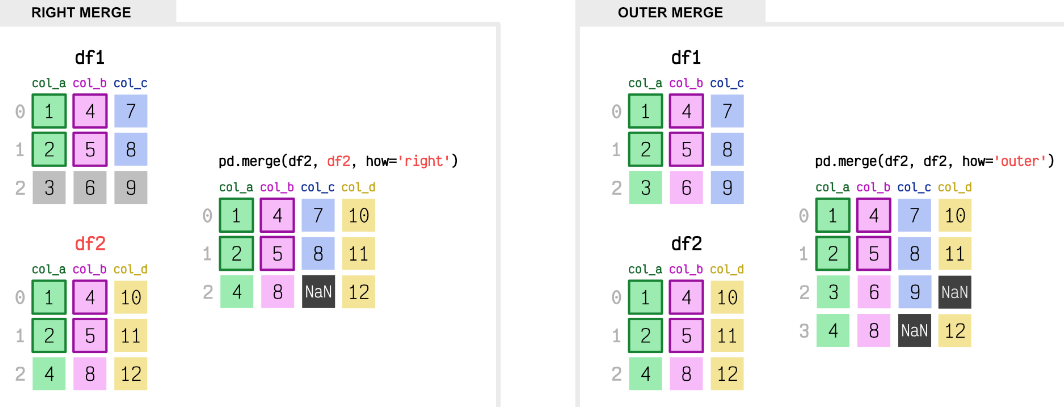 RIGHT MERGE
df1
col_a col_b col_c
0 1 4 7
1 2 5 8
2 3 6 9
df2
col_a col_b col_d
0 1 4 10
1 2 5 11
2 4 8 12
pd.merge(df2, df2, how='right')
col_a col_b col_c col_d
0 1 4 7 10
1 2 5 8 11
2 4 8 NaN 12
OUTER MERGE
df1
col_a col_b col_c
0 1 4 7
1 2 5 8
2 3 6 9
df2
col_a col_b col_d
0 1 4 10
1 2 5 11
2 4 8 12
pd.merge(df2, df2, how='outer')
col_a col_b col_c col_d
0 1 4 7 10
1 2 5 8 11
2 3 6 9 NaN
3 4 8 NaN 12